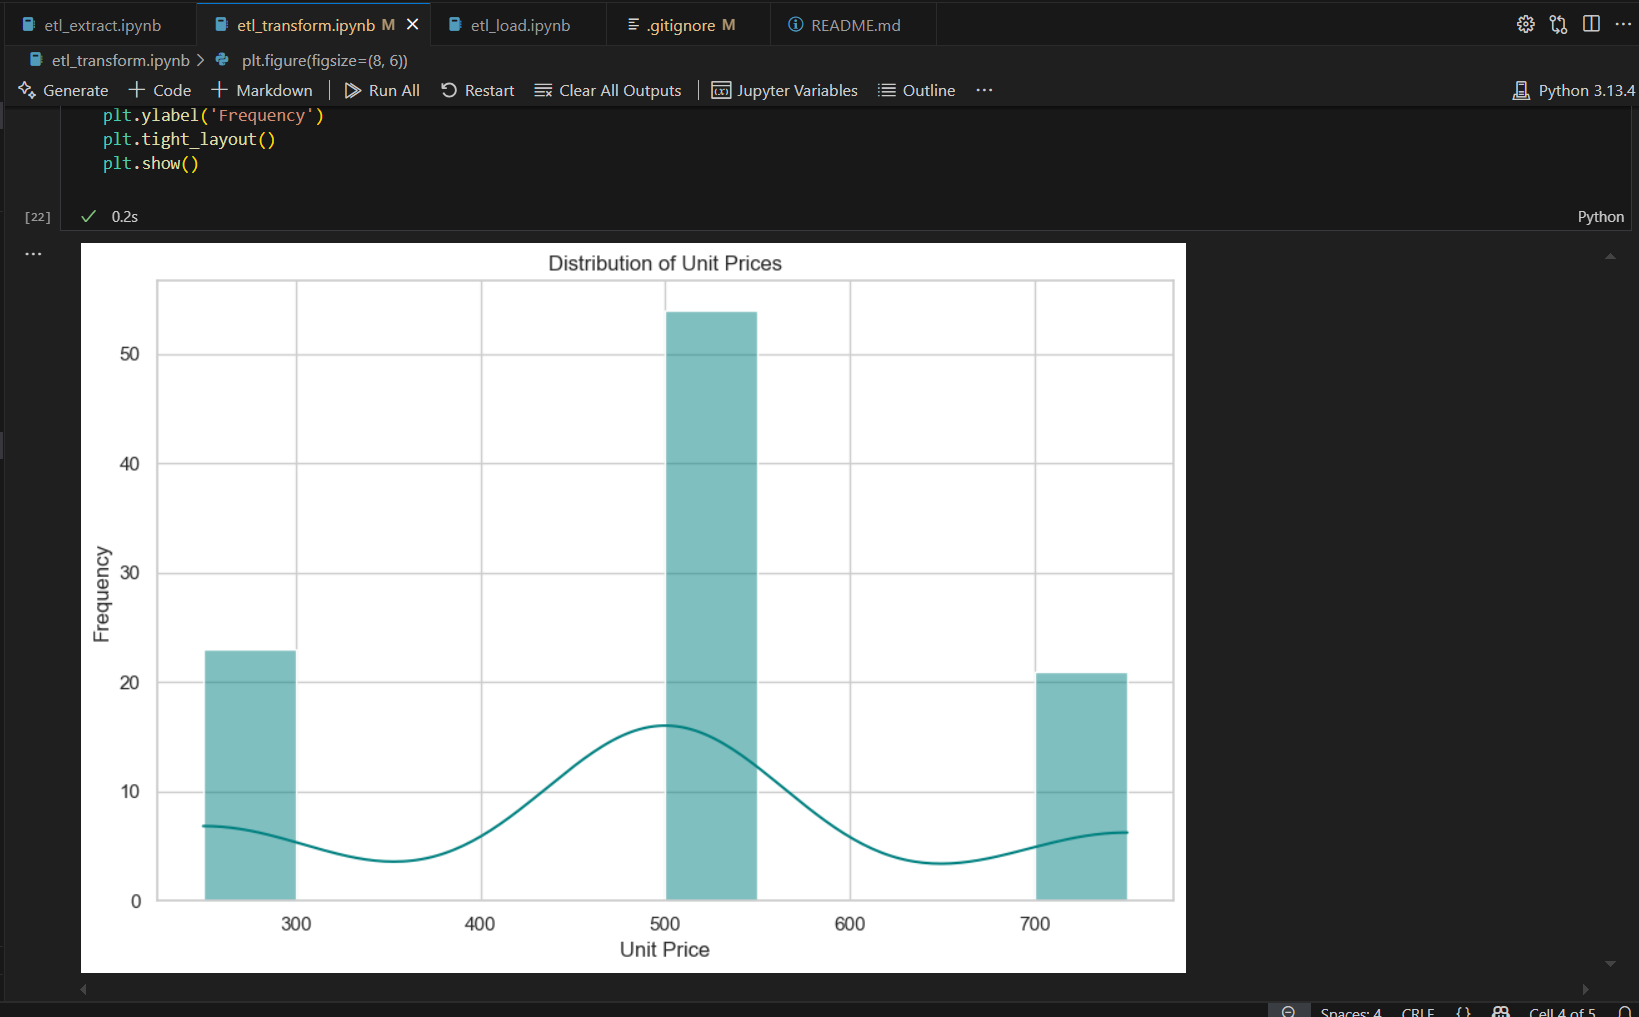 etl_extract.ipynb
etl_transform.ipynb M
etl_load.ipynb
.gitignore M
README.md
etl_transform.ipynb > plt.figure(figsize=(8, 6))
Generate + Code + Markdown | Run All Restart Clear All Outputs | Jupyter Variables Outline ...
Python 3.13.4
plt.ylabel('Frequency')
plt.tight_layout()
plt.show()
[22]
0.2s
Python
...
Distribution of Unit Prices
50
40
30
20
10
0
Frequency
300 400 500 600 700
Unit Price
Spaces: 4 CRLF {} Cell 4 of 5